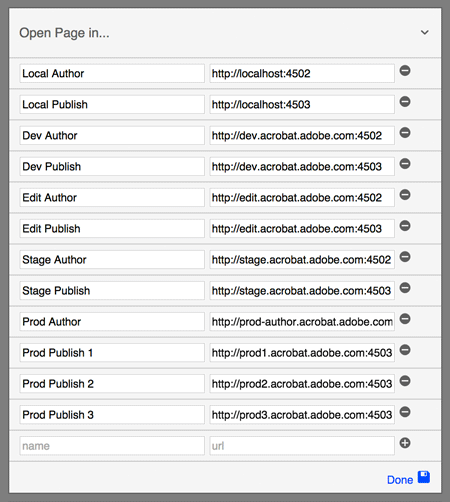 Open Page in...
Local Author http://localhost:4502
Local Publish http://localhost:4503
Dev Author http://dev.acrobat.adobe.com:4502
Dev Publish http://dev.acrobat.adobe.com:4503
Edit Author http://edit.acrobat.adobe.com:4502
Edit Publish http://edit.acrobat.adobe.com:4503
Stage Author http://stage.acrobat.adobe.com:4502
Stage Publish http://stage.acrobat.adobe.com:4503
Prod Author http://prod-author.acrobat.adobe.com
Prod Publish 1 http://prod1.acrobat.adobe.com:4503
Prod Publish 2 http://prod2.acrobat.adobe.com:4503
Prod Publish 3 http://prod3.acrobat.adobe.com:4503
name url
Done